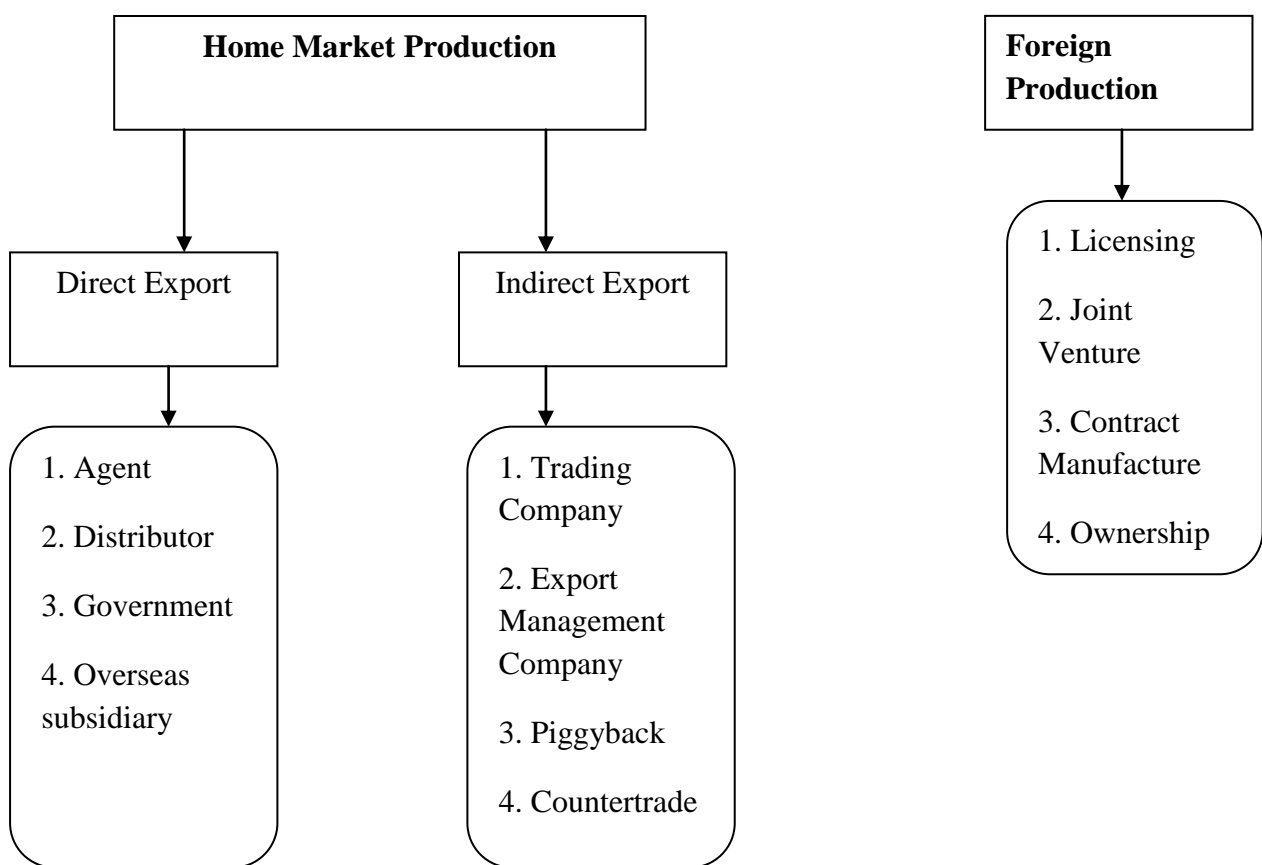 Home Market Production
Foreign
Production
Direct Export
Indirect Export
1. Agent
2. Distributor
3. Government
4. Overseas
subsidiary
1. Trading
Company
2. Export
Management
Company
3. Piggyback
4. Countertrade
1. Licensing
2. Joint
Venture
3. Contract
Manufacture
4. Ownership